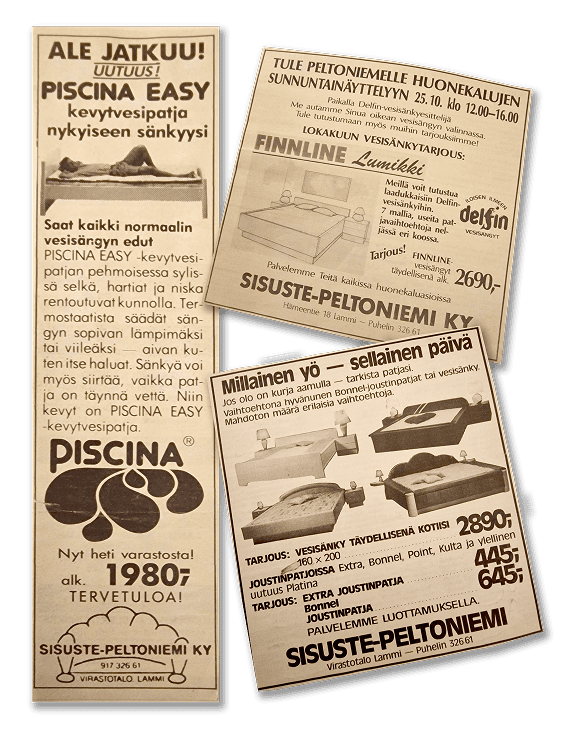 ALE JATKUU!
UUTUUS!
PISCINA EASY
kevytvesipatja
nykyiseen sänkyysi
Saat kaikki normaalin
vesisängyn edut
PISCINA EASY -kevytvesi-
patjan pehmoisessa sylis-
sä selkä, hartiat ja niska
rentoutuvat kunnolla. Ter-
mostaatista säädät sän-
gyn sopivan lämpimäksi
tai viileäksi — aivan ku-
ten itse haluat. Sänkyä voi
myös siirtää, vaikka pat-
ja on täynnä vettä. Niin
kevyt on PISCINA EASY
-kevytvesipatja.
PISCINA®
Nyt heti varastosta!
alk. 1980;-
TERVETULOA!
SISUSTE-PELTONIEMI KY
917 326 61
VIRASTOTALO, LAMMI
TULE PELTONIEMELLE HUONEKALUJEN
SUNNUNTAINÄYTTELYYN 25.10. klo 12.00–16.00
Paikalla Delfin-vesisänkyesittelijä
Me autamme Sinua oikean vesisängyn valinnassa.
Tule tutustumaan myös muihin tarjouksiimme!
LOKAKUUN VESISÄNKYTARJOUS:
FINNLINE Lumikki
Meillä voit tutustua
laadukkaisiin Delfin-
vesisänkyihin.
7 mallia, useita pat-
javaihtoehtoja nel-
jässä eri koossa.
ILOISEN ILMEEN
delfin
VESISÄNGYT
Tarjous! FINNLINE-
vesisängyt
täydellisenä alk. 2690,-
Palvelemme Teitä kaikissa huonekaluasioissa
SISUSTE-PELTONIEMI KY
Hämeentie 18 Lammi – Puhelin 326 61
Millainen yö — sellainen päivä
Jos olo on kurja aamulla — tarkista patjasi.
Vaihtoehtona hyvänunen Bonnel-joustinpatjat tai vesisänky.
Mahdoton määrä erilaisia vaihtoehtoja.
TARJOUS: VESISÄNKY TÄYDELLISENÄ KOTIISI 2890;-
160 × 200
JOUSTINPATJOISSA Extra, Bonnel, Point, Kulta ja ylellinen
uutuus Platina
TARJOUS: EXTRA JOUSTINPATJA 445;-
Bonnel
JOUSTINPATJA 645;-
PALVELEMME LUOTTAMUKSELLA.
SISUSTE-PELTONIEMI
Virastotalo Lammi — Puhelin 326 61